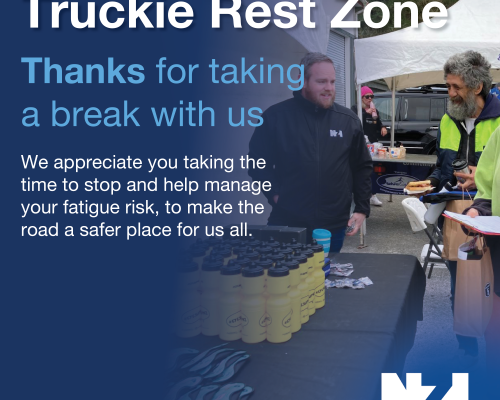 Truckie Rest Zone
Thanks for taking
a break with us
We appreciate you taking the
time to stop and help manage
your fatigue risk, to make the
road a safer place for us all.